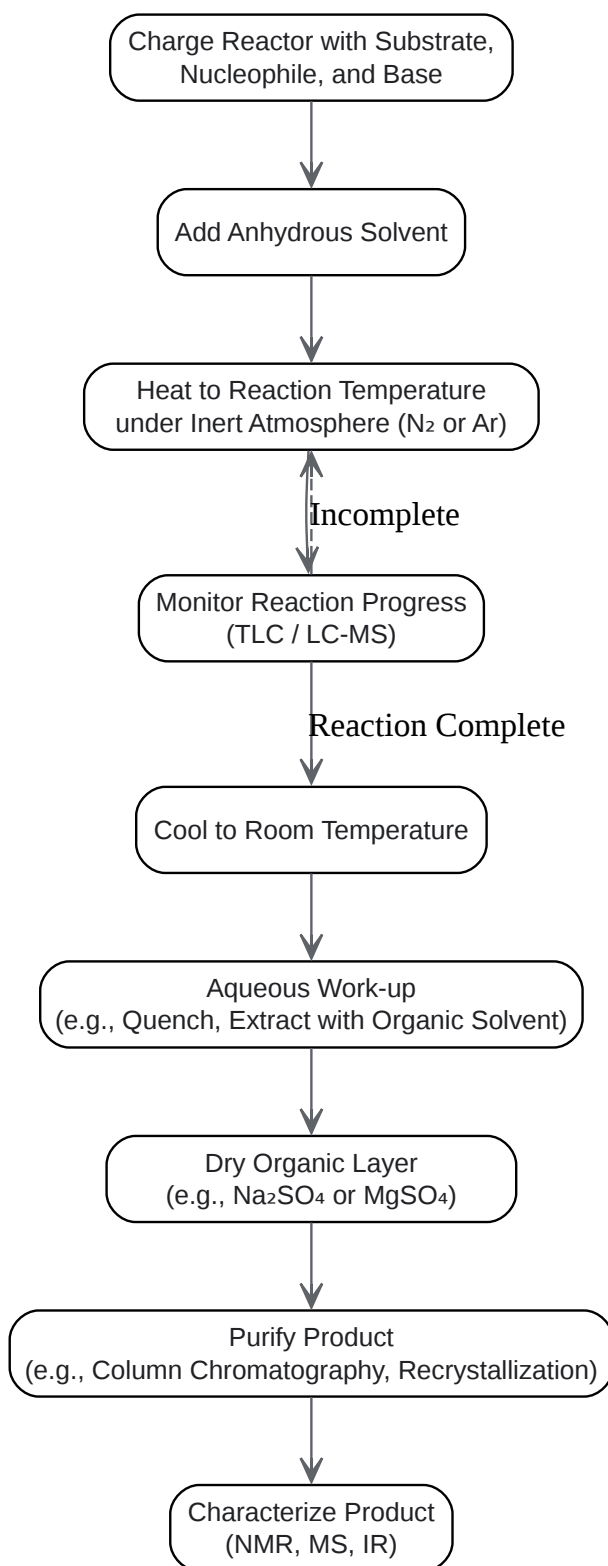 Charge Reactor with Substrate,
Nucleophile, and Base
Add Anhydrous Solvent
Heat to Reaction Temperature
under Inert Atmosphere (N₂ or Ar)
Incomplete
Monitor Reaction Progress
(TLC / LC-MS)
Reaction Complete
Cool to Room Temperature
Aqueous Work-up
(e.g., Quench, Extract with Organic Solvent)
Dry Organic Layer
(e.g., Na₂SO₄ or MgSO₄)
Purify Product
(e.g., Column Chromatography, Recrystallization)
Characterize Product
(NMR, MS, IR)